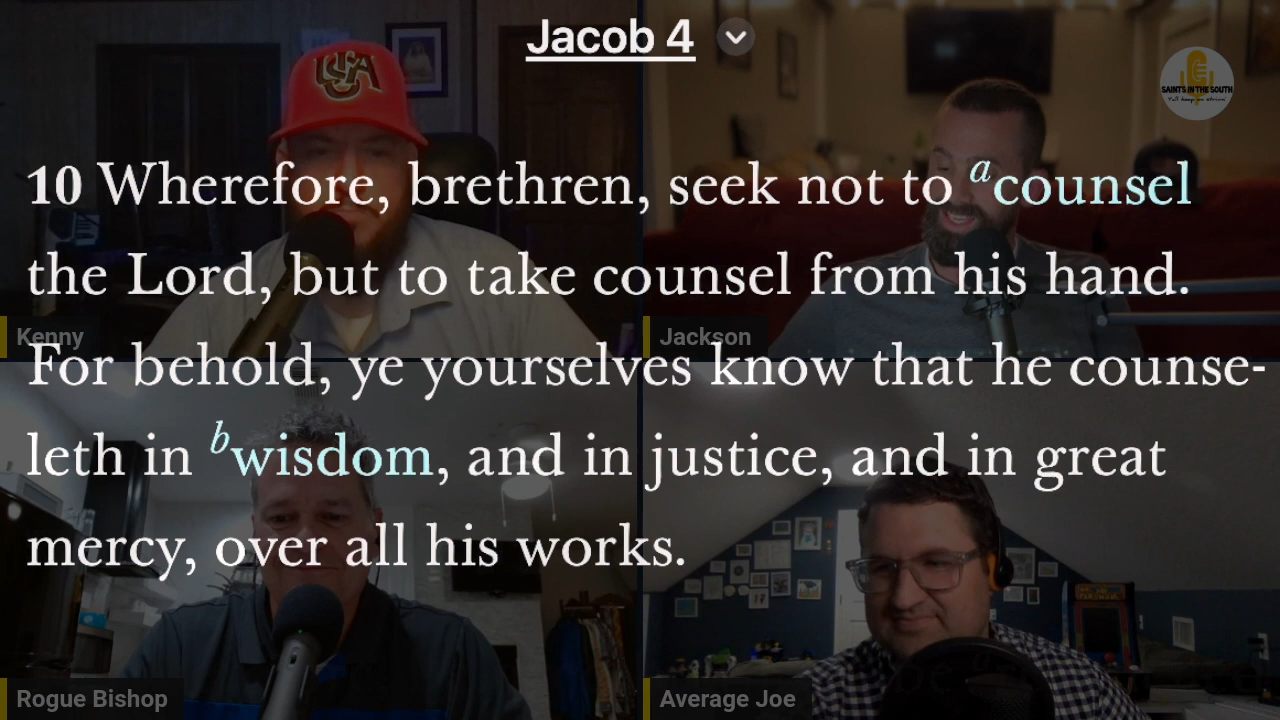 Jacob 4
USA
SAINTS IN THE SOUTH
10 Wherefore, brethren, seek not to ᵃcounsel
the Lord, but to take counsel from his hand.
Kenny
Jackson
For behold, ye yourselves know that he counse-
leth in ᵇwisdom, and in justice, and in great
mercy, over all his works.
Rogue Bishop
Average Joe